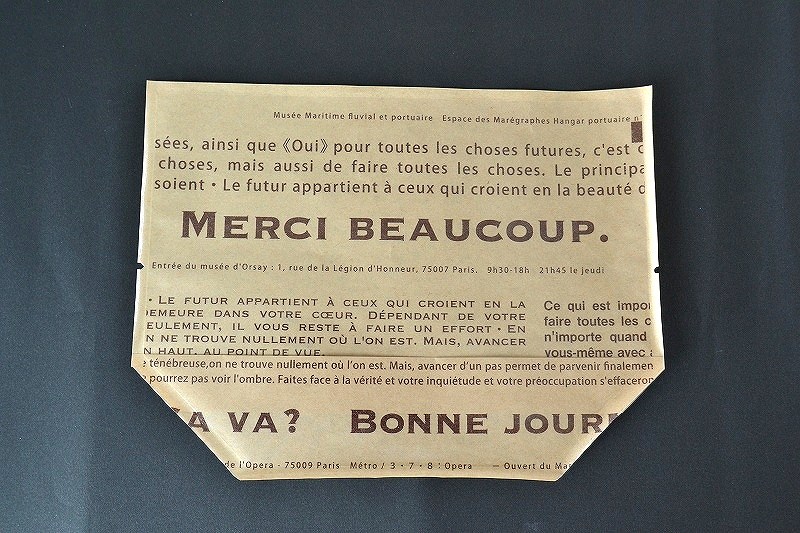 Musée Maritime fluvial et portuaire Espace des Marégraphes Hangar portuaire n°
sées, ainsi que《Oui》pour toutes les choses futures, c'est
choses, mais aussi de faire toutes les choses. Le principa
soient • Le futur appartient à ceux qui croient en la beauté d
MERCI BEAUCOUP.
Entrée du musée d'Orsay : 1, rue de la Légion d'Honneur, 75007 Paris. 9h30-18h 21h45 le jeudi
• LE FUTUR APPARTIENT À CEUX QUI CROIENT EN LA
DEMEURE DANS VOTRE CŒUR. DÉPENDANT DE VOTRE
EULEMENT, IL VOUS RESTE À FAIRE UN EFFORT • EN
N NE TROUVE NULLEMENT OÙ L'ON EST. MAIS, AVANCER
N HAUT, AU POINT DE VUE
Ce qui est impor
faire toutes les c
n'importe quand
vous-même avec
ténébreuse,on ne trouve nullement où l'on est. Mais, avancer d'un pas permet de parvenir finalemen
pourrez pas voir l'ombre. Faites face à la vérité et votre inquiétude et votre préoccupation s'effaceron
ÇA VA? BONNE JOUR
de l'Opera - 75009 Paris Métro / 3 • 7 • 8 : Opera — Ouvert du Ma